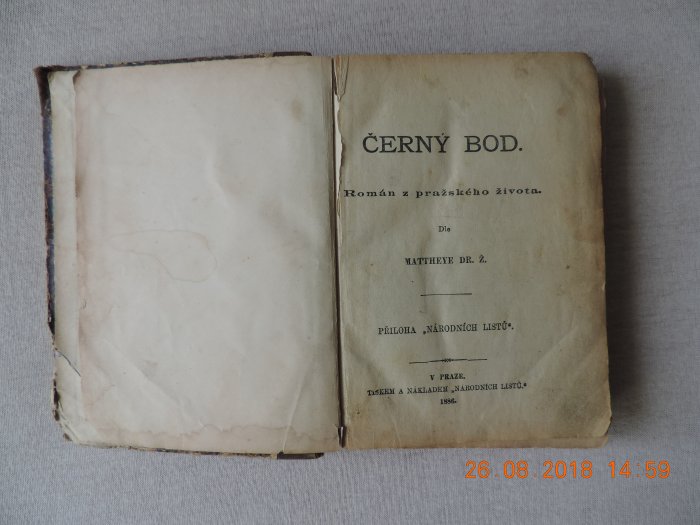 ČERNÝ BOD.
Román z pražského života.
Dle
MATTHEYE DR. Ž.
PŘILOHA „NÁRODNÍCH LISTŮ“.
V PRAZE.
TISKEM A NÁKLADEM „NÁRODNÍCH LISTŮ.“
1886.
26.08.2018 14:59